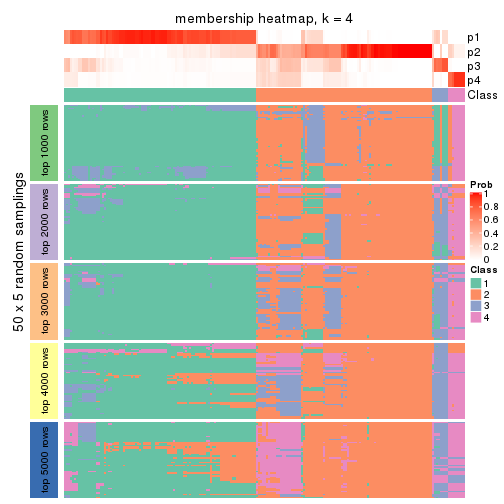 membership heatmap, k = 4
p1
p2
p3
p4
Class
50 x 5 random samplings
top 1000 rows
top 2000 rows
top 3000 rows
top 4000 rows
top 5000 rows
Prob
1
0.8
0.6
0.4
0.2
0
Class
1
2
3
4